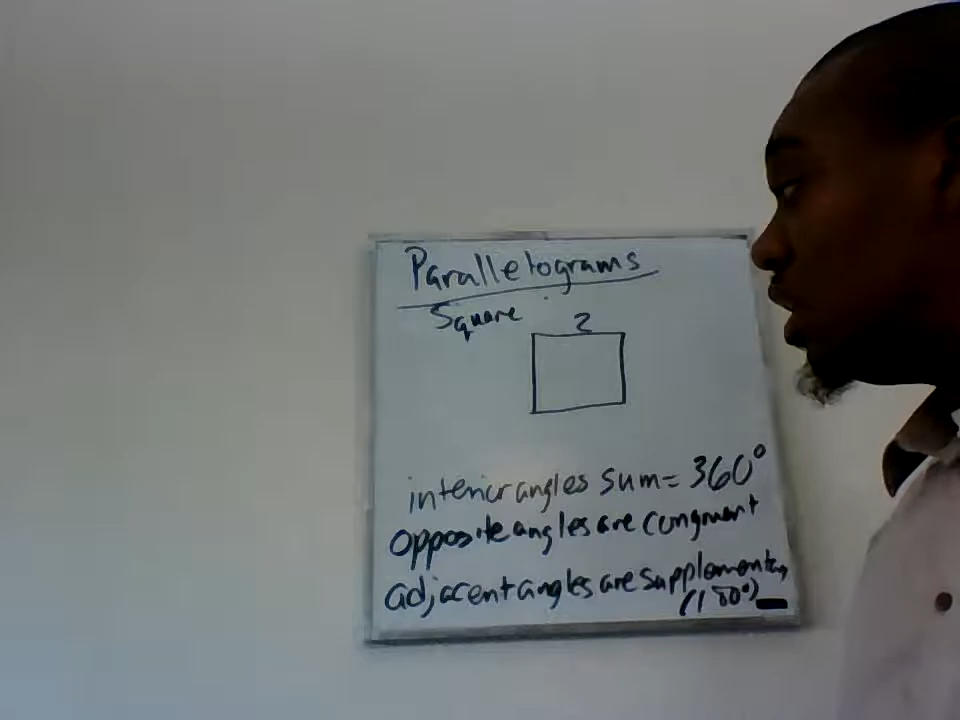 Parallelograms
Square
2
interior angles sum = 360°
opposite angles are congruent
adjacent angles are supplementary
(180°)